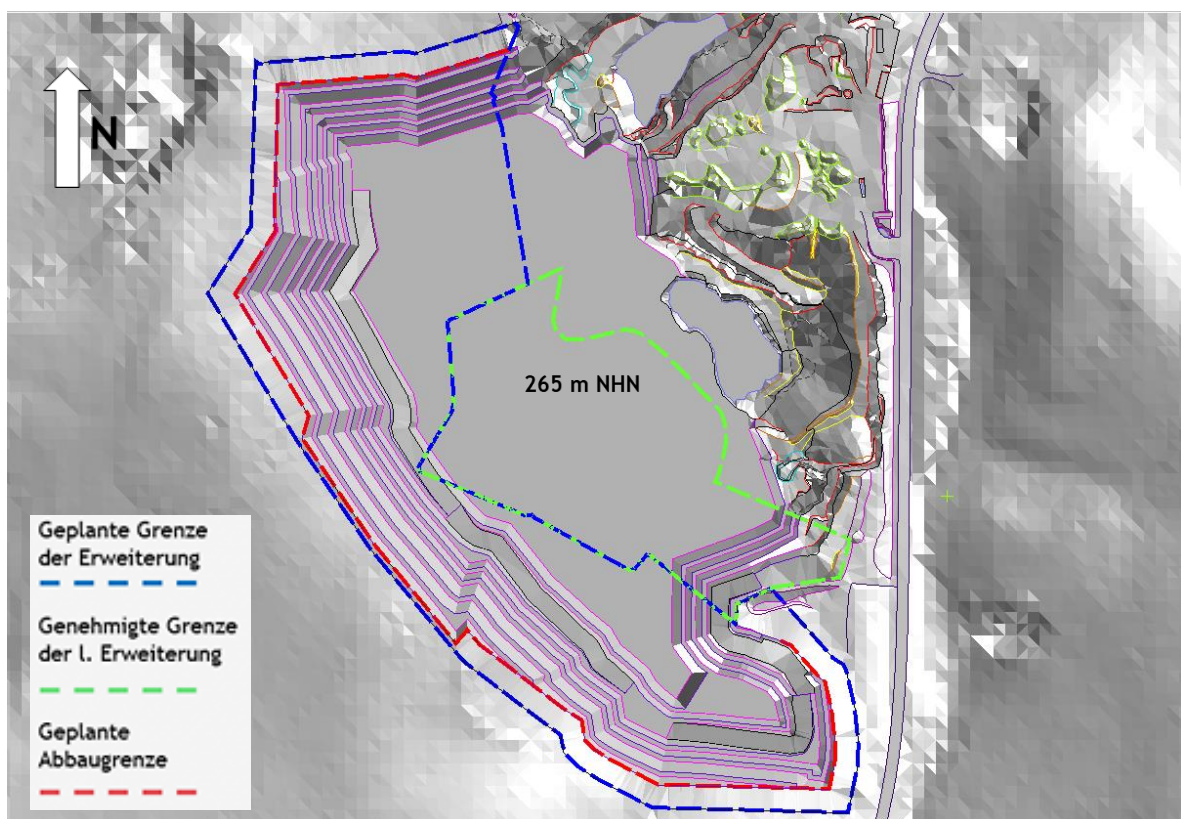 N
265 m NHN
Geplante Grenze
der Erweiterung
Genehmigte Grenze
der l. Erweiterung
Geplante
Abbaugrenze